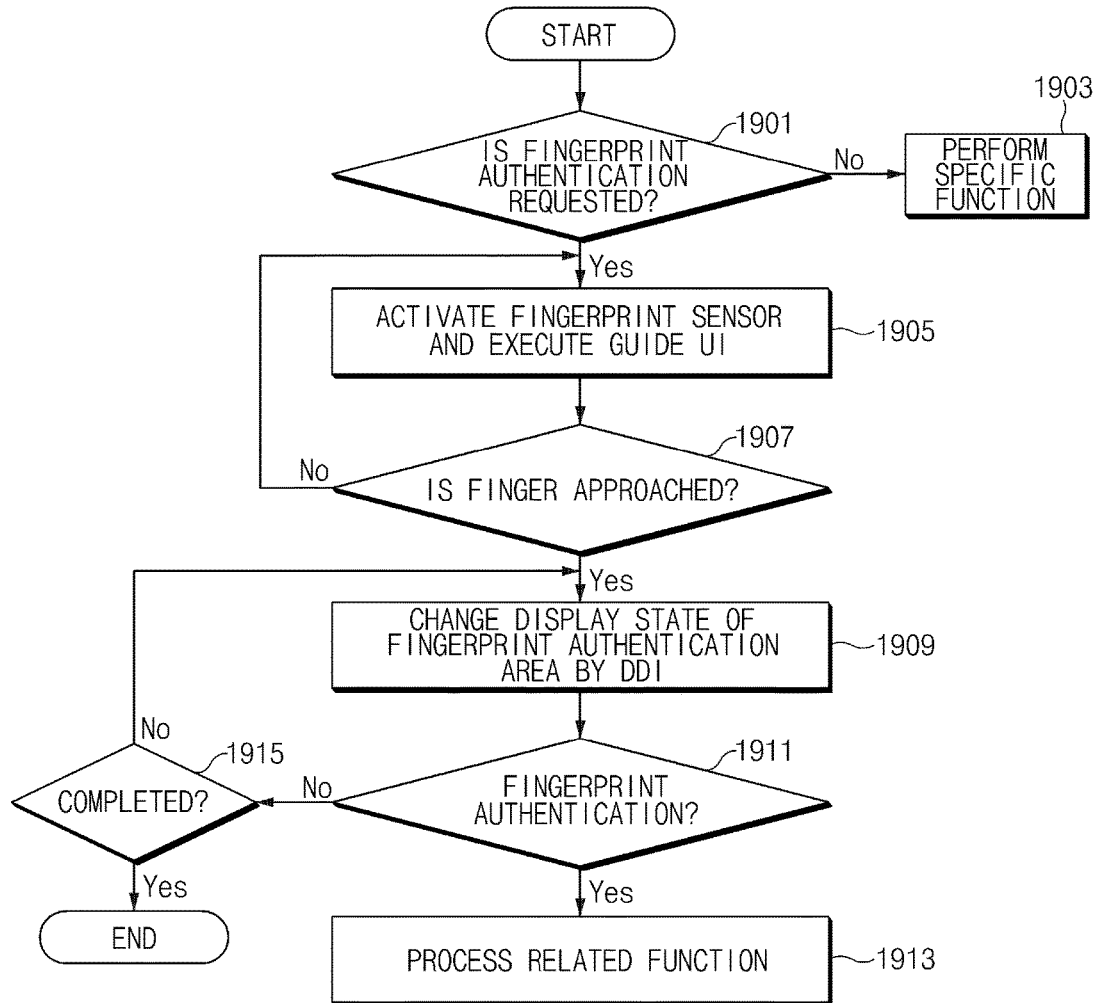 START
1901
IS FINGERPRINT
AUTHENTICATION
REQUESTED?
No
1903
PERFORM
SPECIFIC
FUNCTION
Yes
ACTIVATE FINGERPRINT SENSOR
AND EXECUTE GUIDE UI
1905
1907
IS FINGER APPROACHED?
No
Yes
CHANGE DISPLAY STATE OF
FINGERPRINT AUTHENTICATION
AREA BY DDI
1909
1911
FINGERPRINT
AUTHENTICATION?
No
1915
COMPLETED?
No
Yes
END
Yes
PROCESS RELATED FUNCTION
1913